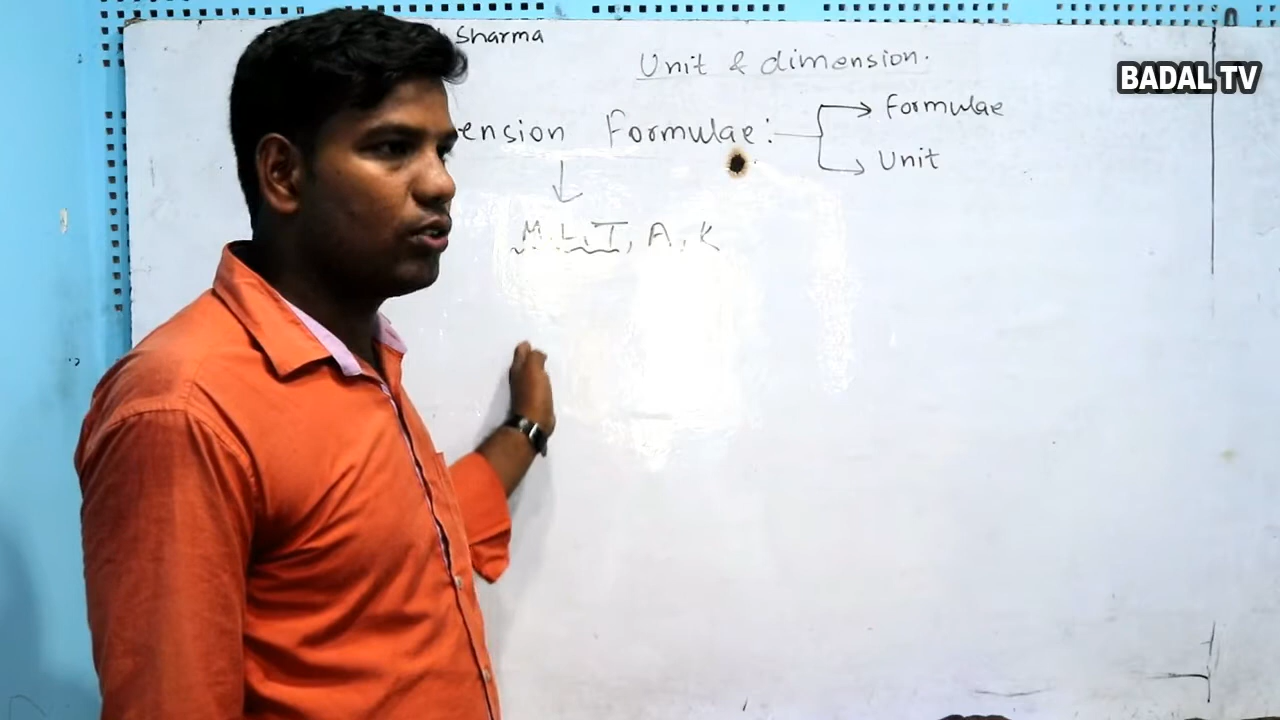 Sharma
Unit & dimension.
BADAL TV
ension Formulae:
Formulae
Unit
M, L, T, A, K